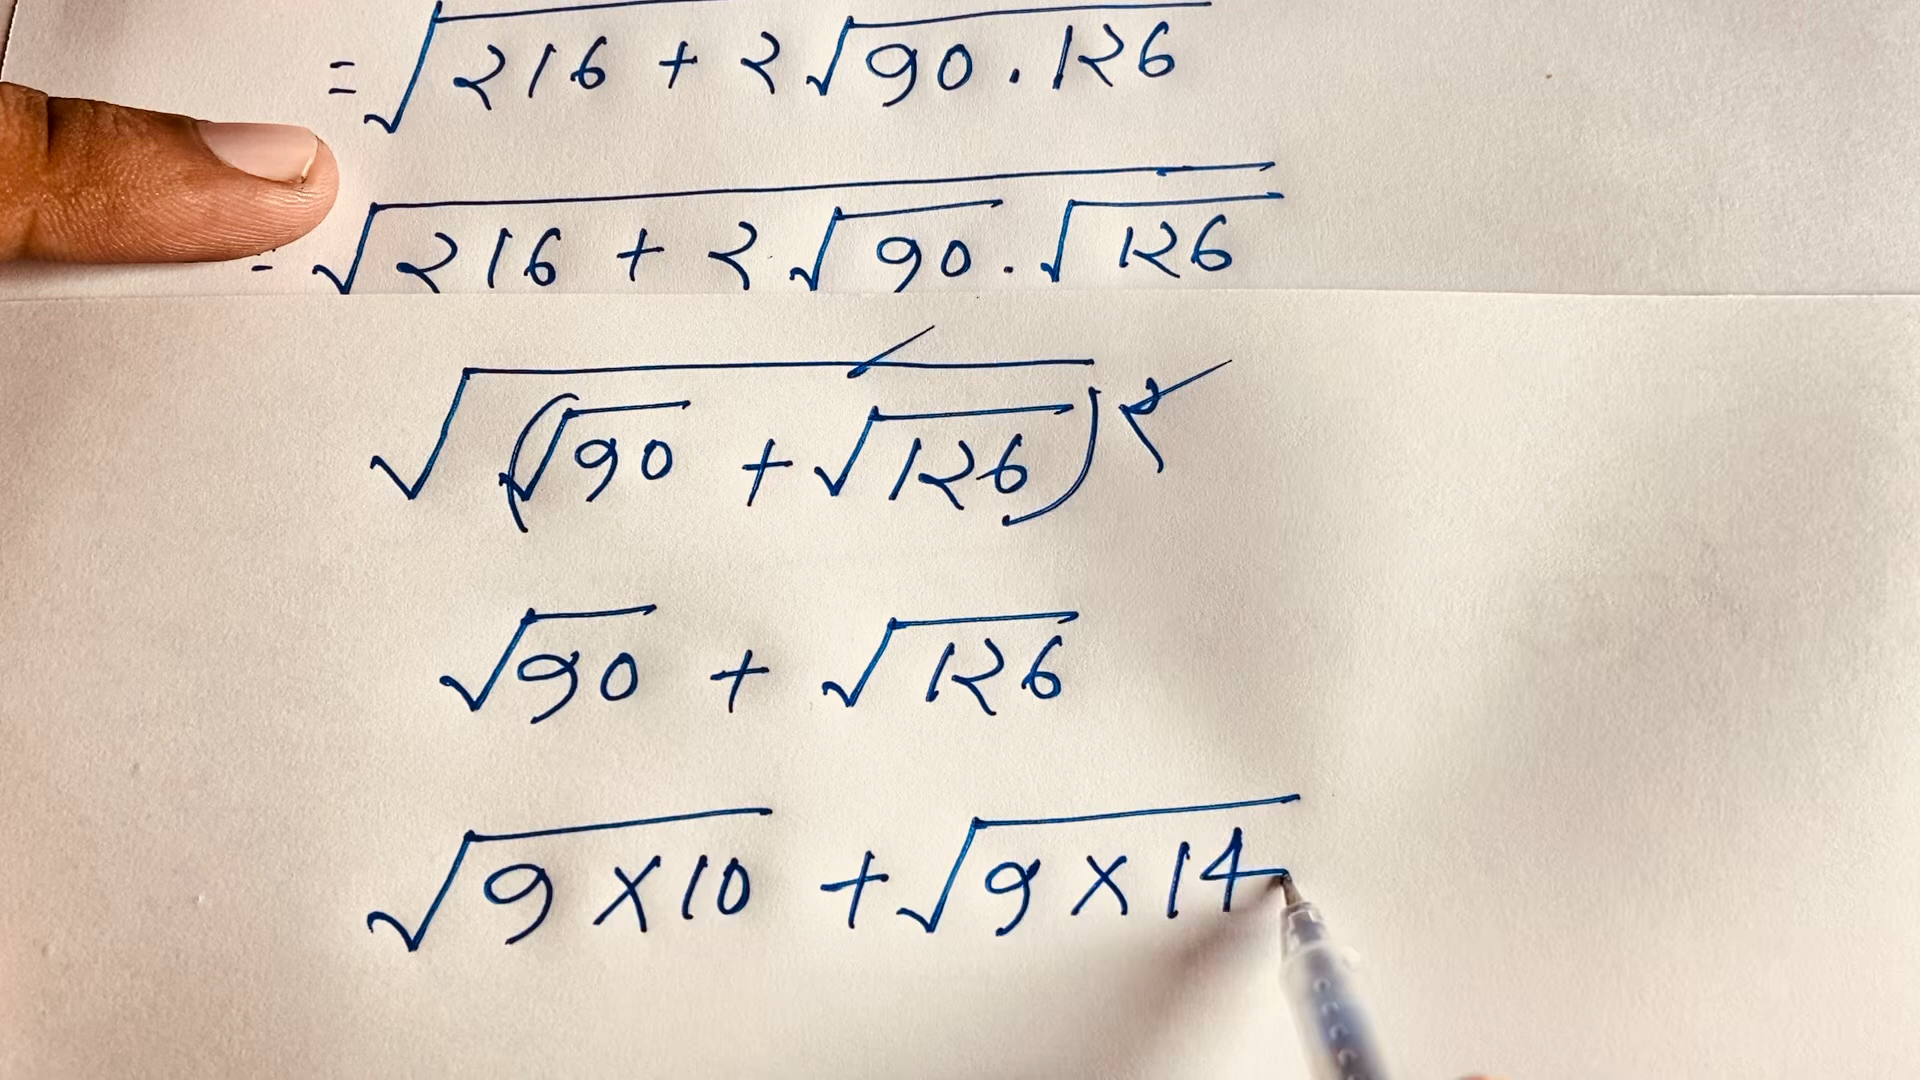 = √216 + 2√90 . 126
= √216 + 2√90 . √126
√(√90 + √126)²
√90 + √126
√9 × 10 + √9 × 14